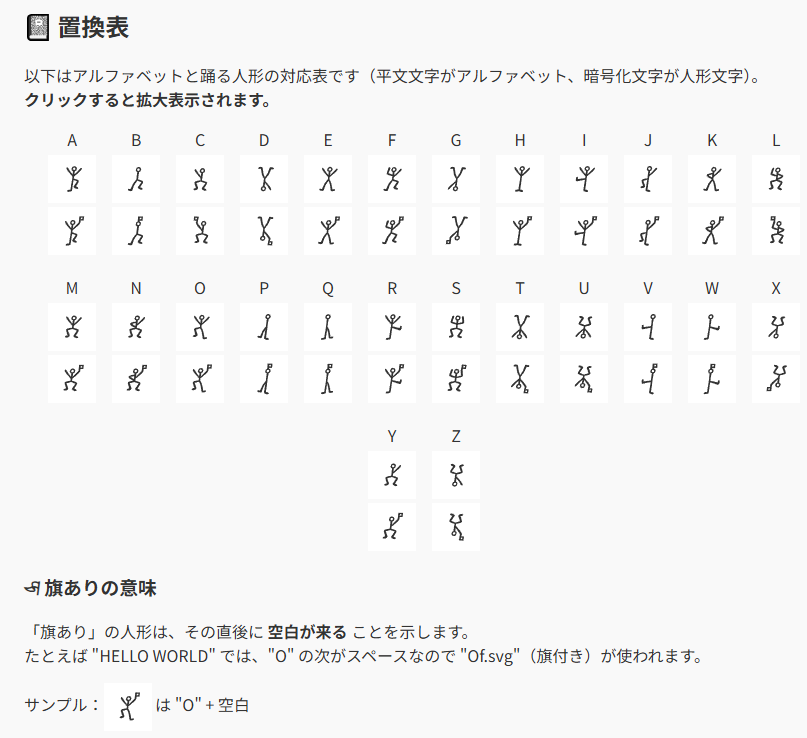 置換表
以下はアルファベットと踊る人形の対応表です（平文文字がアルファベット、暗号化文字が人形文字）。
クリックすると拡大表示されます。
A B C D E F G H I J K L
M N O P Q R S T U V W X
Y Z
旗ありの意味
「旗あり」の人形は、その直後に 空白が来る ことを示します。
たとえば "HELLO WORLD" では、"O" の次がスペースなので "Of.svg"（旗付き）が使われます。
サンプル： は "O" + 空白